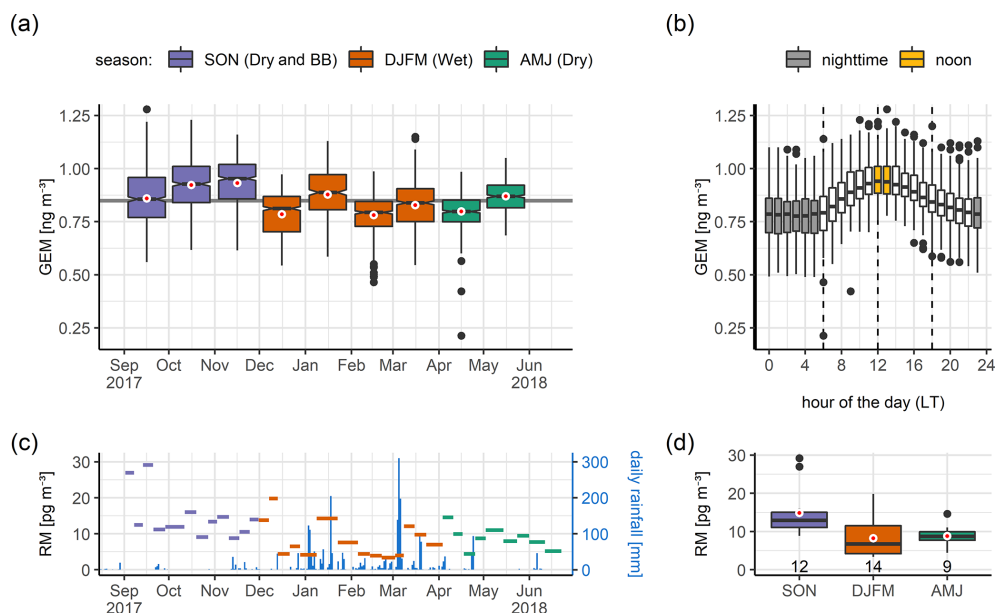 (a)
season: SON (Dry and BB) DJFM (Wet) AMJ (Dry)
GEM [ng m⁻³]
1.25
1.00
0.75
0.50
0.25
Sep Oct Nov Dec Jan Feb Mar Apr May Jun
2017 2018
(b)
nighttime noon
GEM [ng m⁻³]
1.25
1.00
0.75
0.50
0.25
0 4 8 12 16 20 24
hour of the day (LT)
(c)
RM [pg m⁻³]
30
20
10
0
daily rainfall [mm]
300
200
100
0
Sep Oct Nov Dec Jan Feb Mar Apr May Jun
2017 2018
(d)
RM [pg m⁻³]
30
20
10
0
12 14 9
SON DJFM AMJ